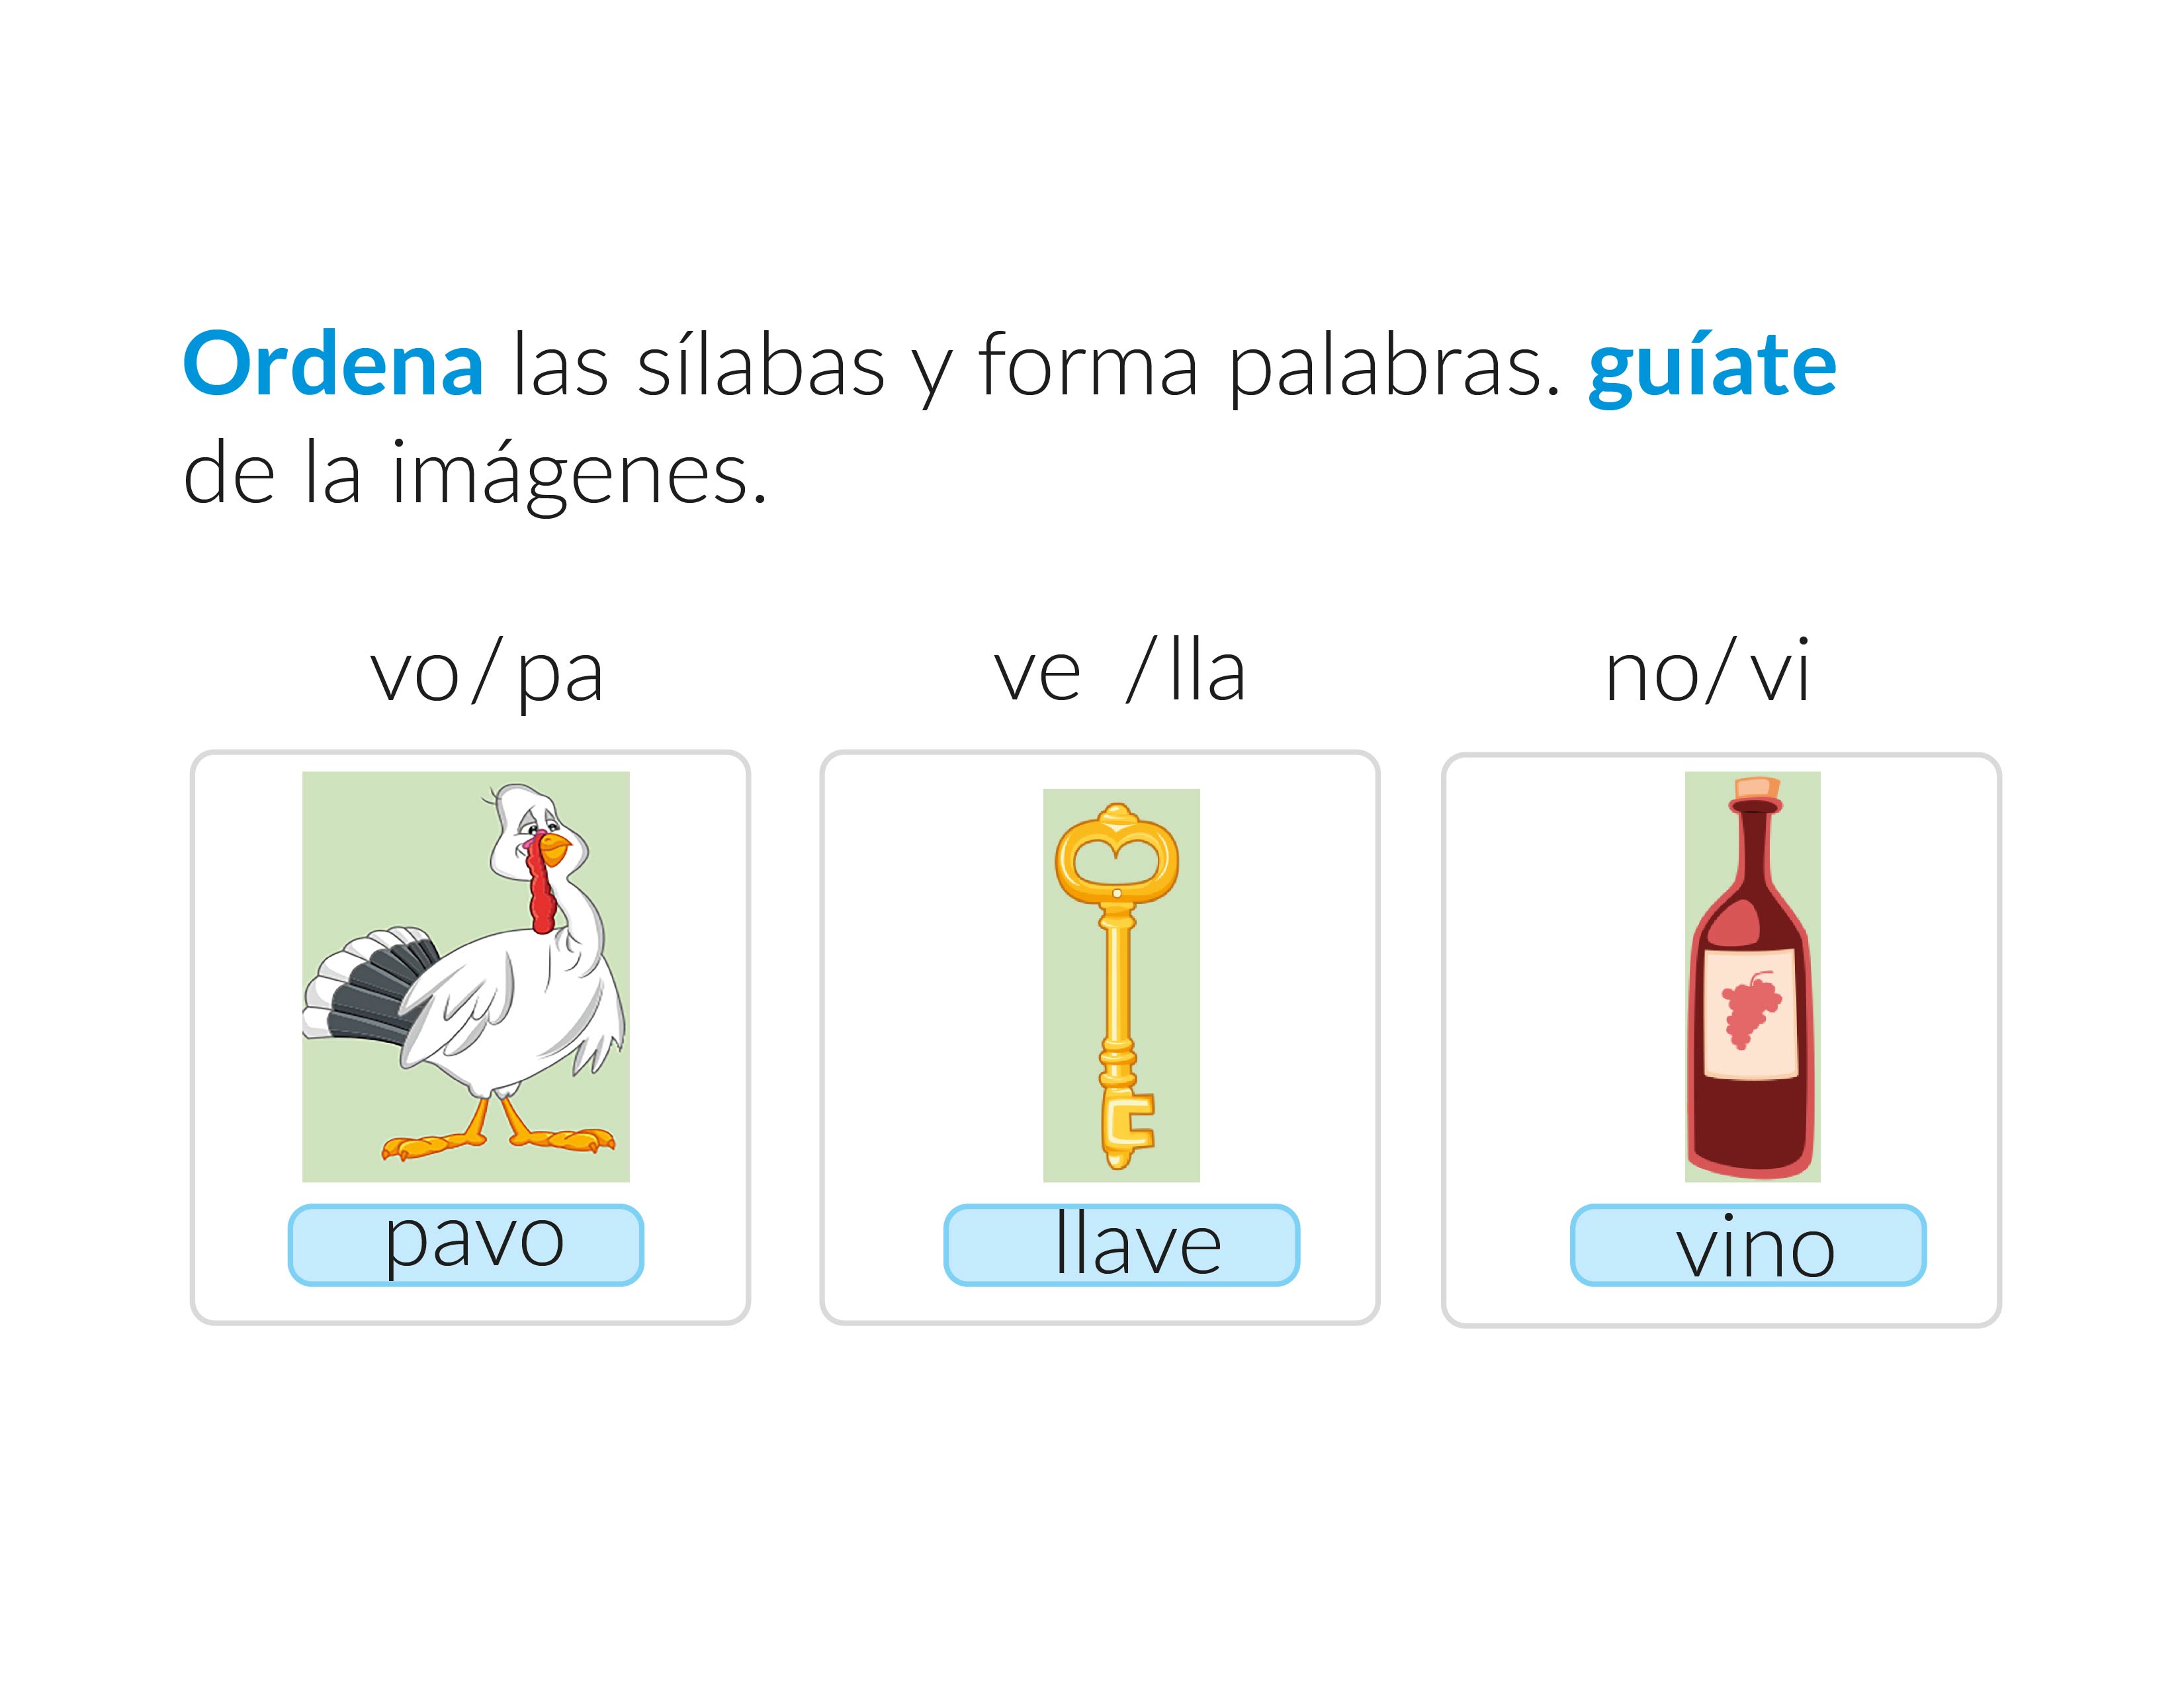 Ordena las sílabas y forma palabras. guíate
de la imágenes.
vo/pa
ve /lla
no/vi
pavo
llave
vino